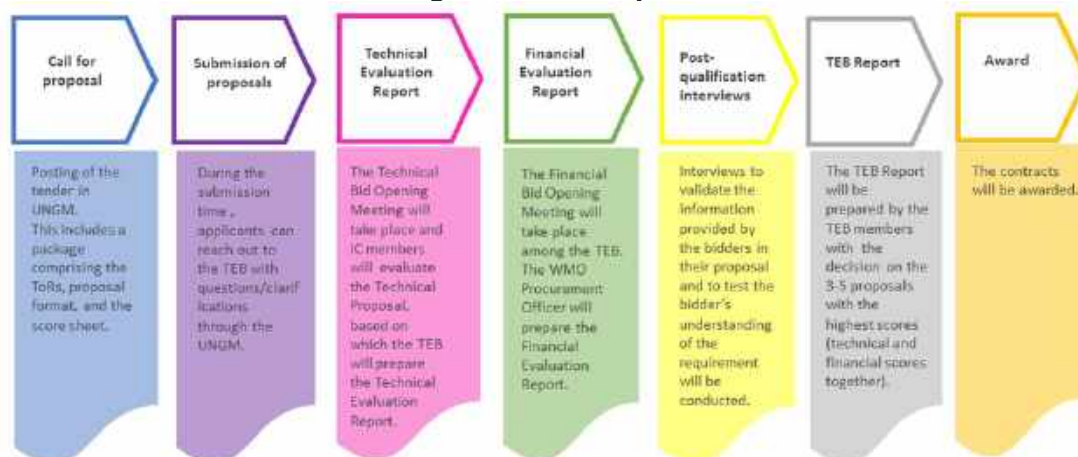 Call for
proposal
Submission of
proposals
Technical
Evaluation
Report
Financial
Evaluation
Report
Post-
qualification
interviews
TEB Report
Award
Posting of the
tender in
UNGM.
This includes a
package
comprising the
ToRs, proposal
format, and the
score sheet.
During the
submission
time ,
applicants can
reach out to
the TEB with
questions/clarif
ications
through the
UNGM.
The Technical
Bid Opening
Meeting will
take place and
IC members
will evaluate
the Technical
Proposal,
based on
which the TEB
will prepare
the Technical
Evaluation
Report.
The Financial
Bid Opening
Meeting will
take place
among the TEB.
The WMO
Procurement
Officer will
prepare the
Financial
Evaluation
Report.
Interviews to
validate the
information
provided by
the bidders in
their proposal
and to test the
bidder's
understanding
of the
requirement
will be
conducted.
The TEB Report
will be
prepared by the
TEB members
with the
decision on the
3-5 proposals
with the
highest scores
(technical and
financial scores
together).
The contracts
will be awarded.